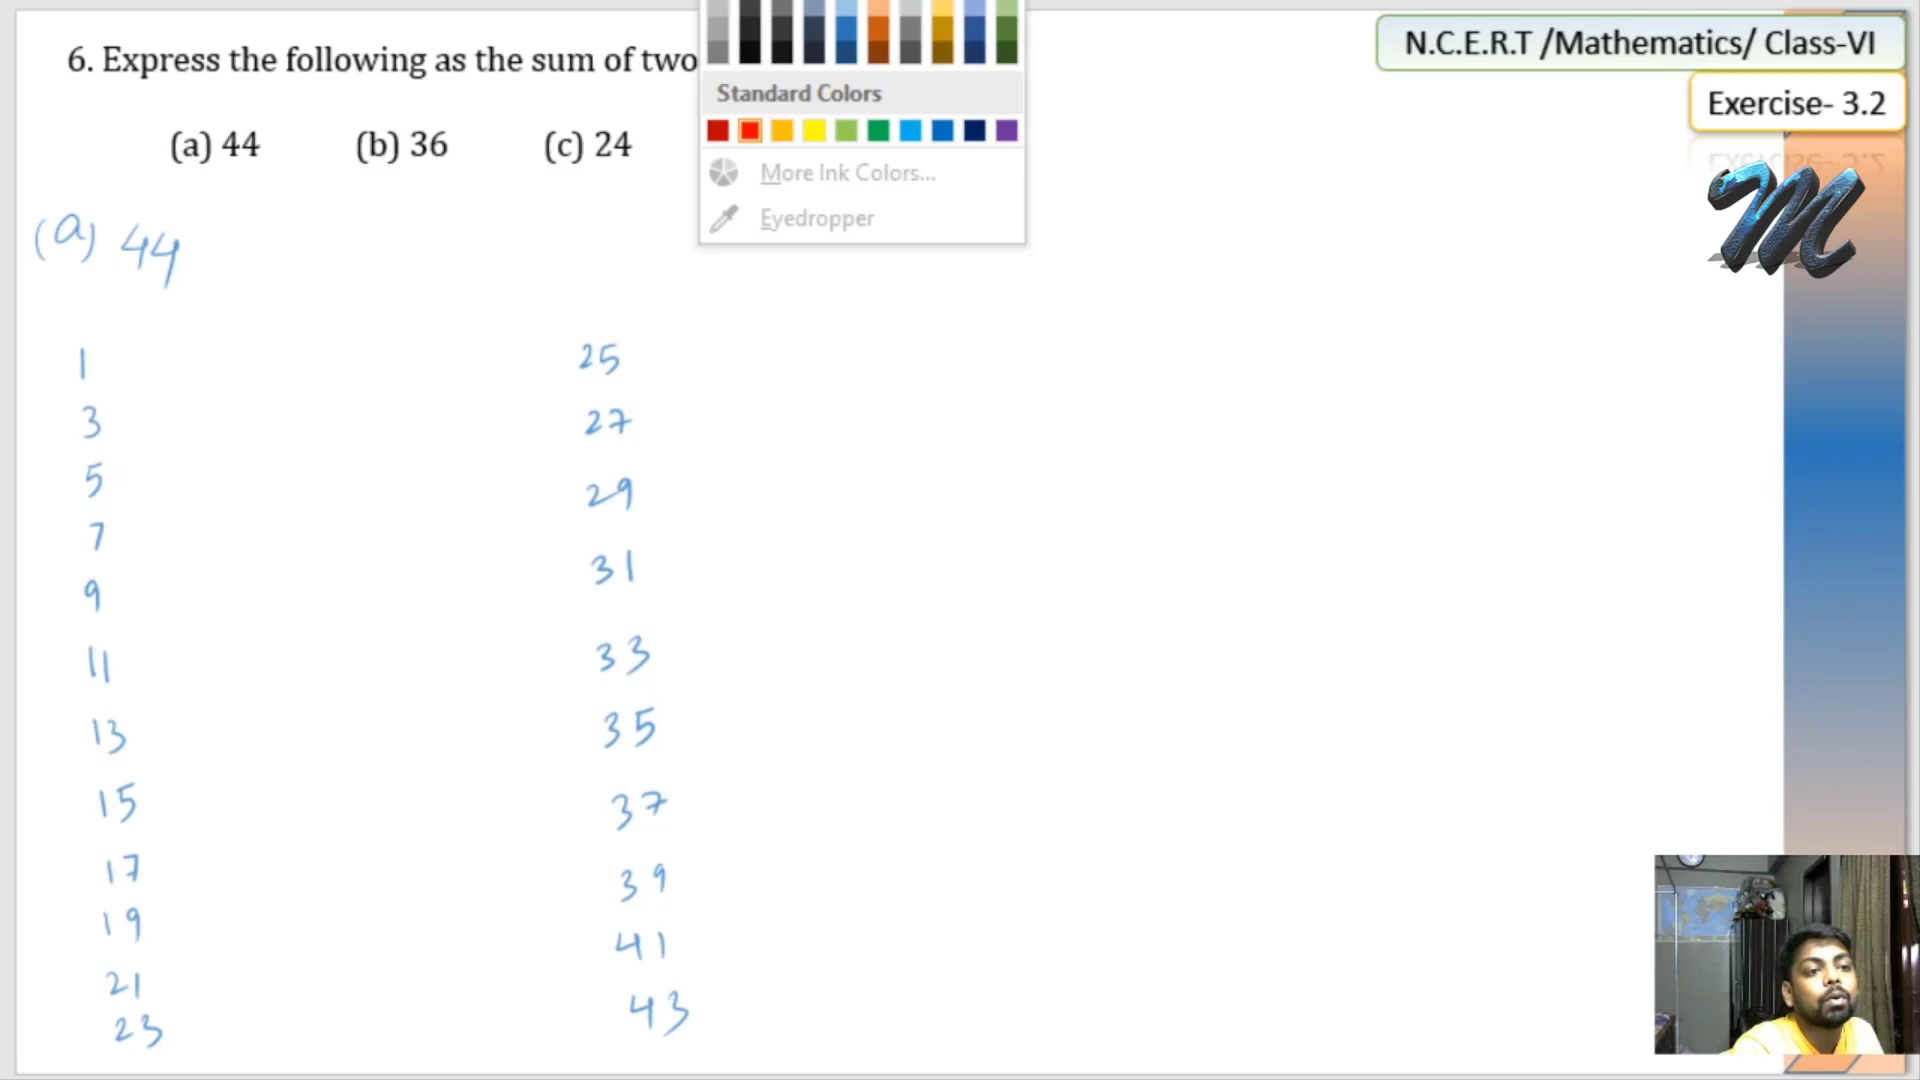 6. Express the following as the sum of two
(a) 44 (b) 36 (c) 24
Standard Colors
More Ink Colors...
Eyedropper
N.C.E.R.T /Mathematics/ Class-VI
Exercise- 3.2
M
(a) 44
1
3
5
7
9
11
13
15
17
19
21
23
25
27
29
31
33
35
37
39
41
43